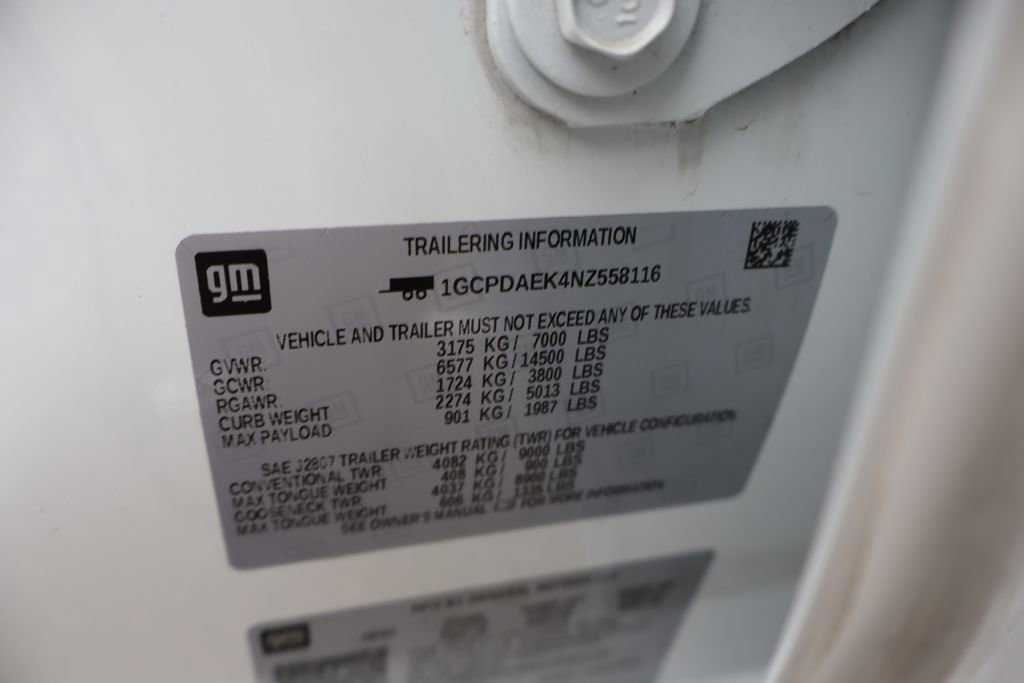 gm
TRAILERING INFORMATION
1GCPDAEK4NZ558116
VEHICLE AND TRAILER MUST NOT EXCEED ANY OF THESE VALUES.
GVWR: 3175 KG/ 7000 LBS
GCWR: 6577 KG/14500 LBS
RGAWR: 1724 KG/ 3800 LBS
CURB WEIGHT 2274 KG/ 5013 LBS
MAX PAYLOAD 901 KG/ 1987 LBS
SAE J2807 TRAILER WEIGHT RATING (TWR) FOR VEHICLE CONFIGURATION
CONVENTIONAL TWR: 4082 KG/ 9000 LBS
MAX TONGUE WEIGHT 408 KG/ 900 LBS
GOOSENECK TWR: 4037 KG/ 8900 LBS
MAX TONGUE WEIGHT 606 KG/ LBS
SEE OWNER'S MANUAL FOR MORE INFORMATION
gm